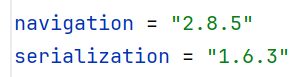 navigation = "2.8.5"
serialization = "1.6.3"